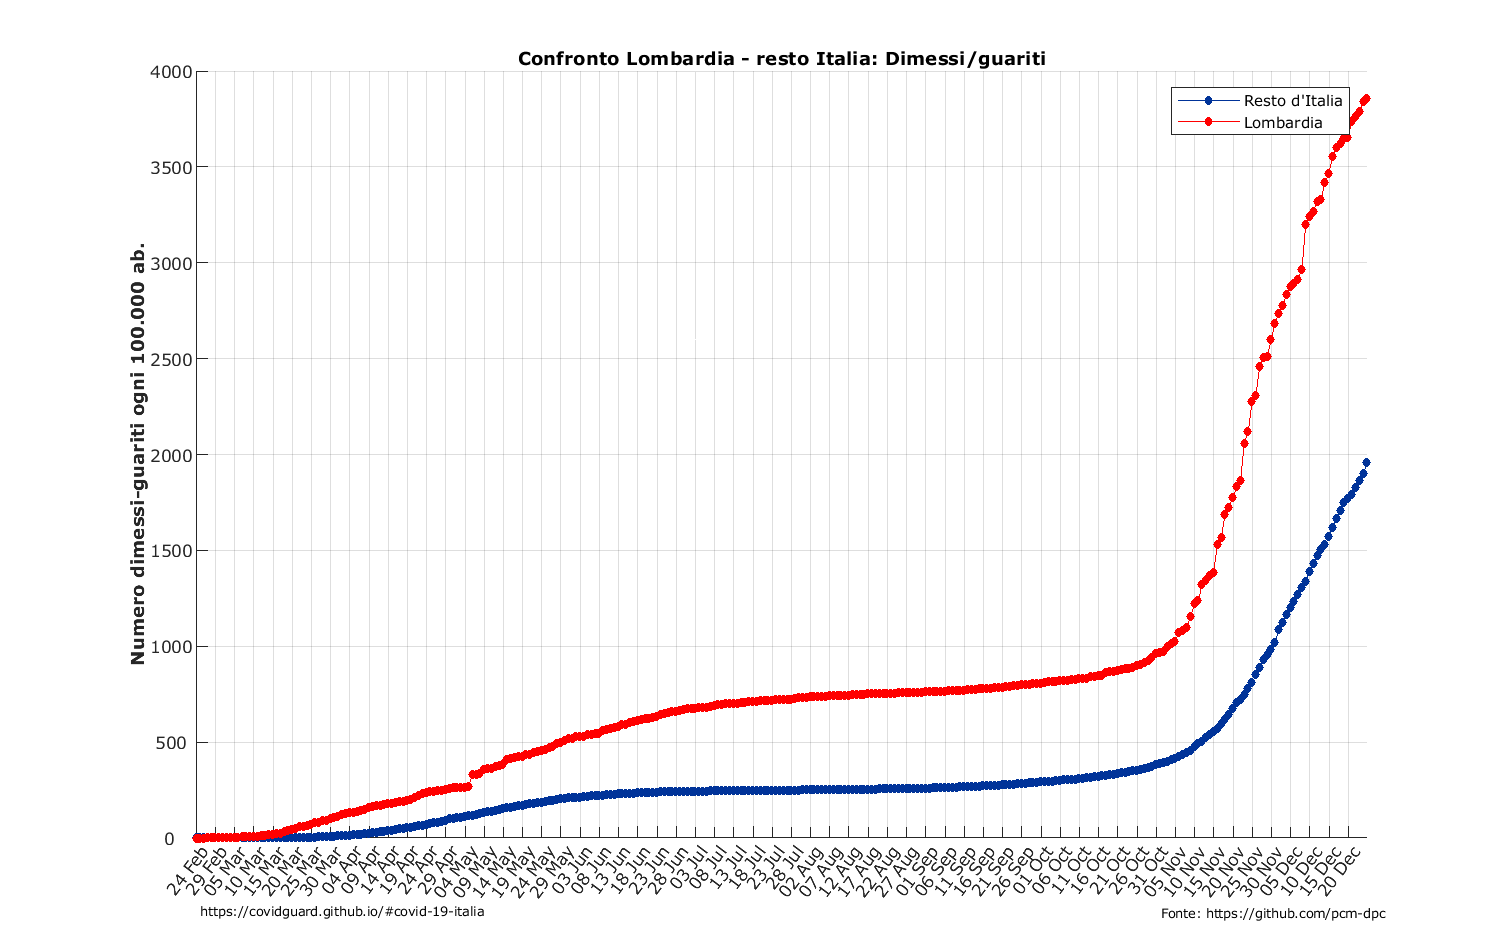 Confronto Lombardia - resto Italia: Dimessi/guariti
Resto d'Italia
Lombardia
Numero dimessi-guariti ogni 100.000 ab.
4000
3500
3000
2500
2000
1500
1000
500
0
24 Feb
29 Feb
05 Mar
10 Mar
15 Mar
20 Mar
25 Mar
30 Mar
04 Apr
09 Apr
14 Apr
19 Apr
24 Apr
29 Apr
04 May
09 May
14 May
19 May
24 May
29 May
03 Jun
08 Jun
13 Jun
18 Jun
23 Jun
28 Jun
03 Jul
08 Jul
13 Jul
18 Jul
23 Jul
28 Jul
02 Aug
07 Aug
12 Aug
17 Aug
22 Aug
27 Aug
01 Sep
06 Sep
11 Sep
16 Sep
21 Sep
26 Sep
01 Oct
06 Oct
11 Oct
16 Oct
21 Oct
26 Oct
31 Oct
05 Nov
10 Nov
15 Nov
20 Nov
25 Nov
30 Nov
05 Dec
10 Dec
15 Dec
20 Dec
https://covidguard.github.io/#covid-19-italia
Fonte: https://github.com/pcm-dpc